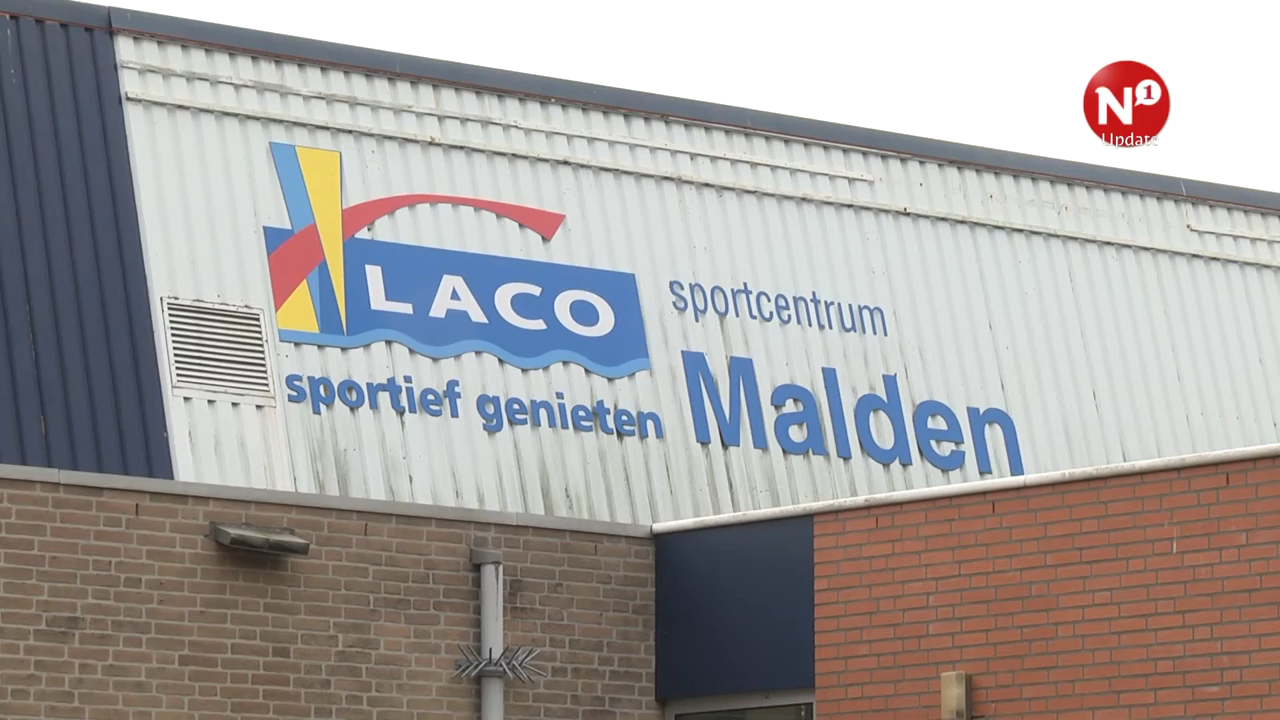 N1
Update
LACO
sportief genieten
sportcentrum
Malden